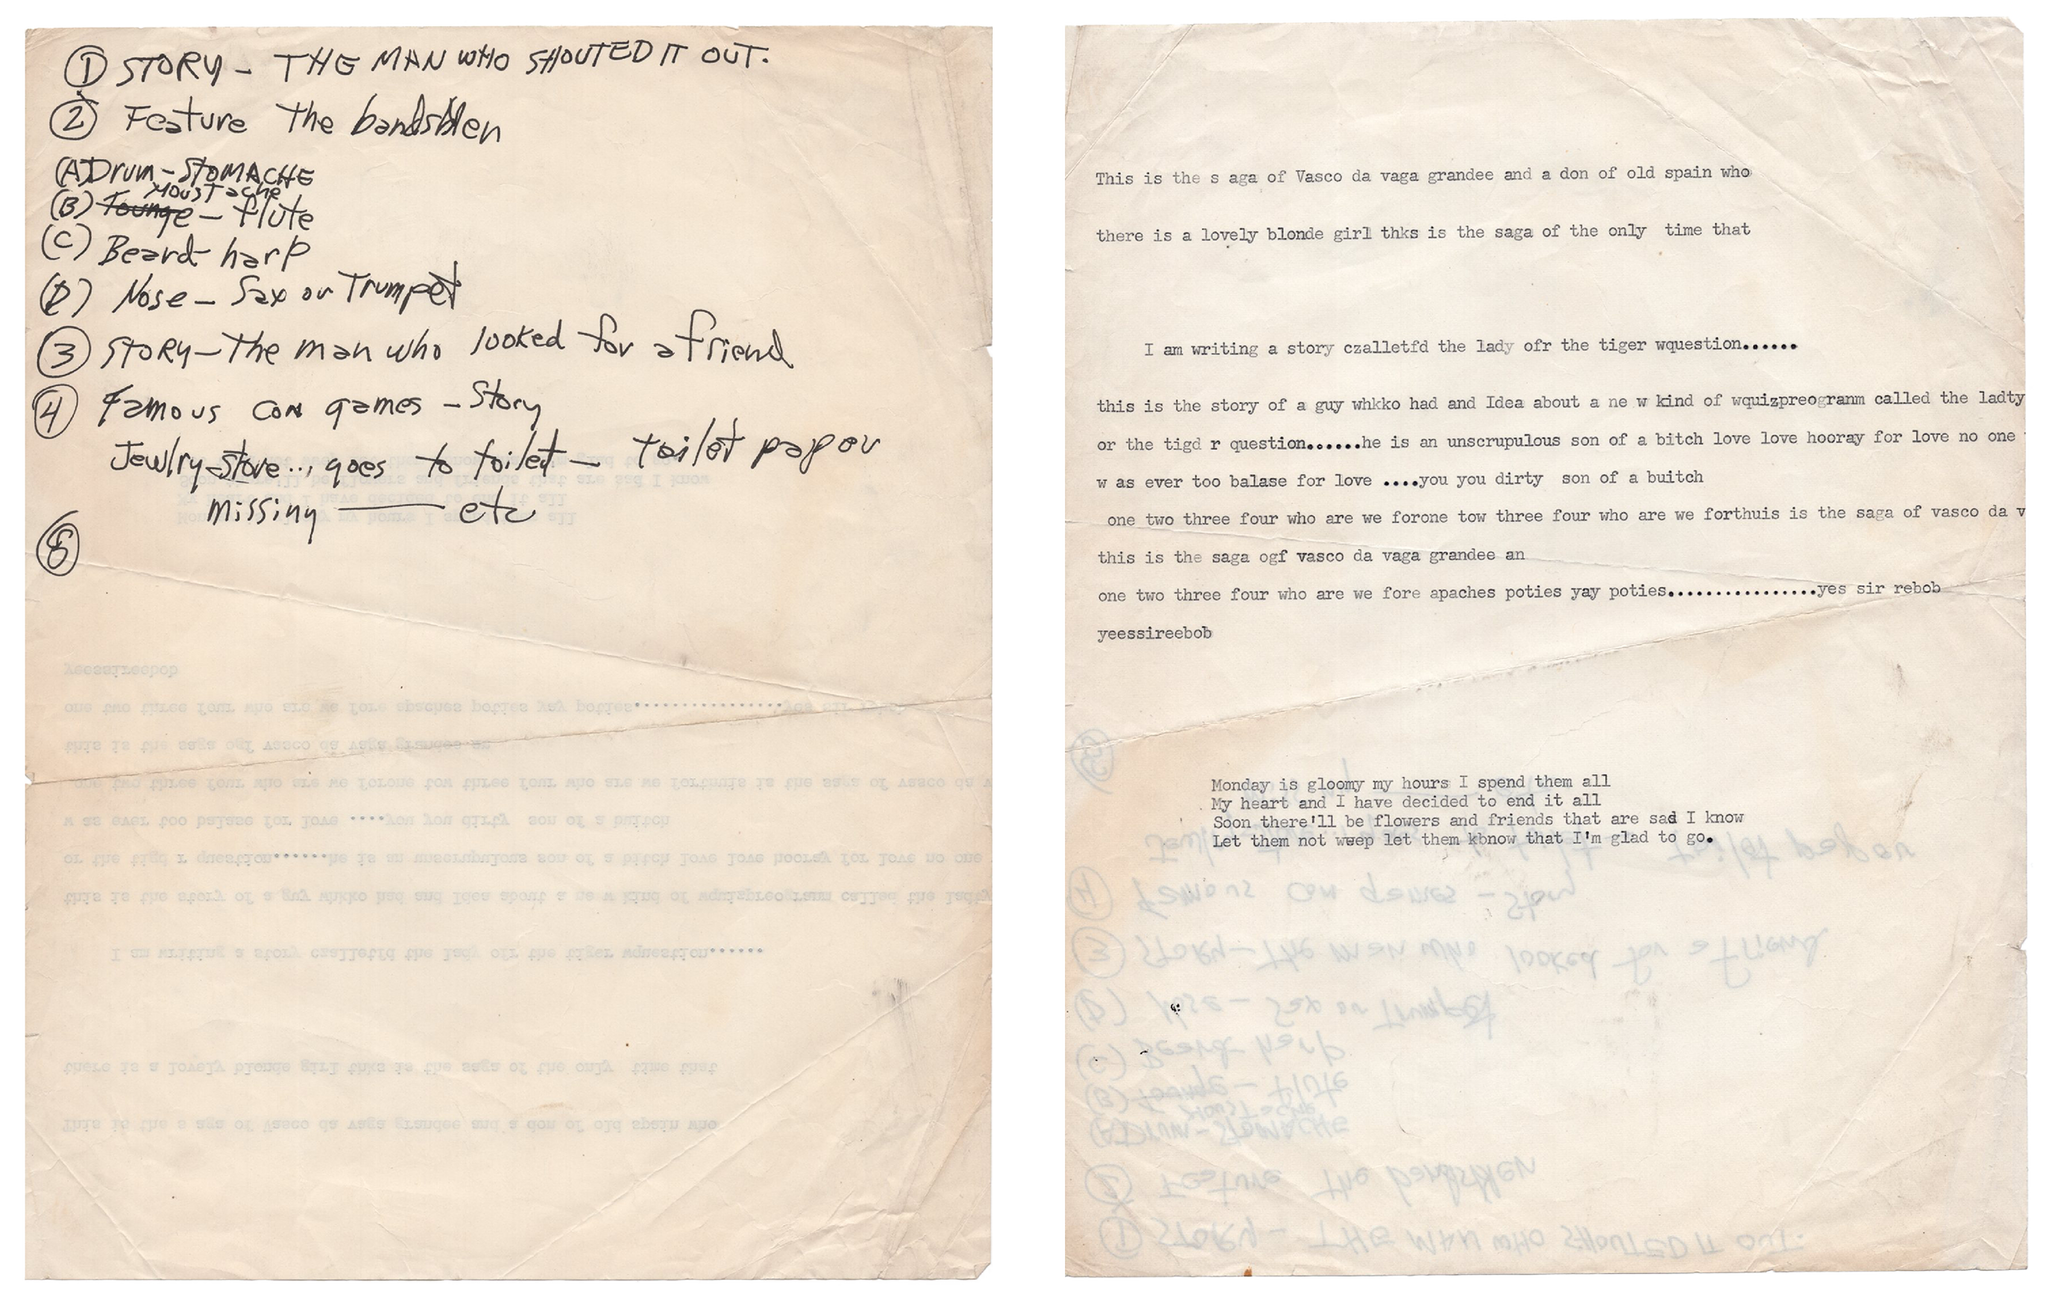 ① STORY - THE MAN WHO SHOUTED IT OUT.
② Feature The bandsmen
(A) Drum - STOMACHE
Moustache
(B) Tounge - flute
(C) Beard harp
(D) Nose - Sax or Trumpet
③ STORY - The man who looked for a friend
④ Famous con games - Story
Jewlry - store... goes to toilet - toilet paper
missing —— etc
⑤
This is the s aga of Vasco da vaga grandee and a don of old spain who
there is a lovely blonde girl thks is the saga of the only time that
I am writing a story czalletfd the lady ofr the tiger wquestion......
this is the story of a guy whkko had and Idea about a ne w kind of wquizpreogranm called the ladty
or the tigd r question......he is an unscrupulous son of a bitch love love hooray for love no one
w as ever too balase for love ....you you dirty son of a buitch
one two three four who are we forone tow three four who are we forthuis is the saga of vasco da v
this is the saga ogf vasco da vaga grandee an
one two three four who are we fore apaches poties yay poties................yes sir rebob
yeessireebob
Monday is gloomy my hours I spend them all
My heart and I have decided to end it all
Soon there'll be flowers and friends that are sad I know
Let them not weep let them kbnow that I'm glad to go.